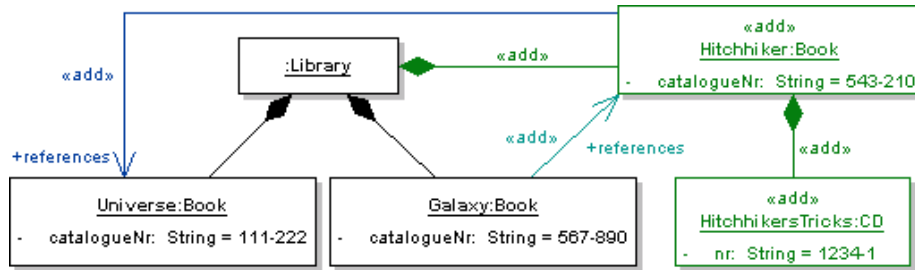 «add»
Hitchhiker:Book
- catalogueNr: String = 543-210
«add»
:Library
«add»
«add»
+references
«add»
+references
«add»
Universe:Book
- catalogueNr: String = 111-222
Galaxy:Book
- catalogueNr: String = 567-890
«add»
HitchhikersTricks:CD
- nr: String = 1234-1